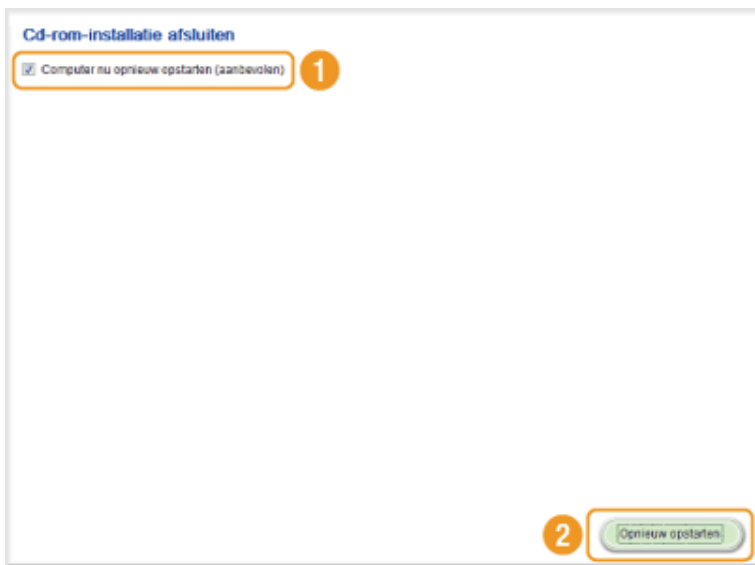 Cd-rom-installatie afsluiten
Computer nu opnieuw opstarten (aanbevolen)
1
2
Opnieuw opstarten